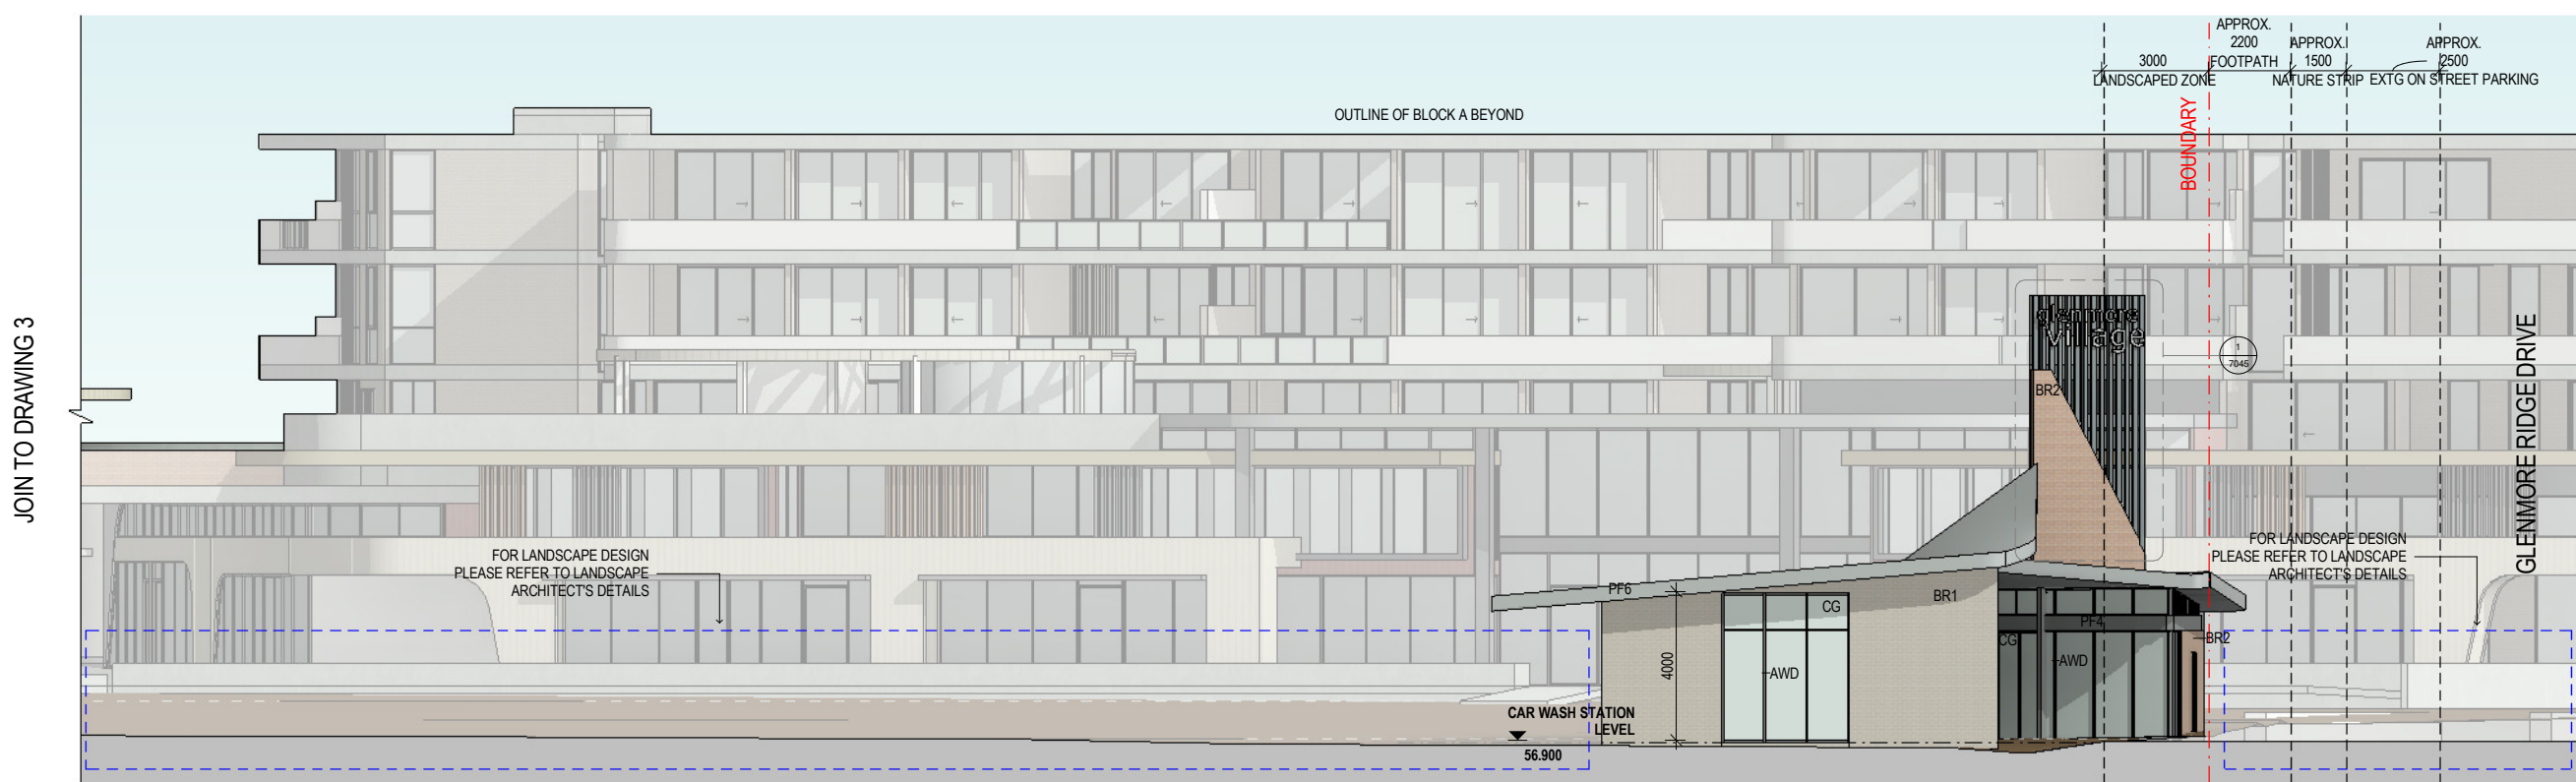 APPROX.
2200
FOOTPATH
APPROX.
1500
NATURE STRIP
APPROX.
2500
EXTG ON STREET PARKING
3000
LANDSCAPED ZONE
OUTLINE OF BLOCK A BEYOND
BOUNDARY
JOIN TO DRAWING 3
glenmore
village
1
7045
BR2
GLENMORE RIDGE DRIVE
FOR LANDSCAPE DESIGN
PLEASE REFER TO LANDSCAPE
ARCHITECT'S DETAILS
FOR LANDSCAPE DESIGN
PLEASE REFER TO LANDSCAPE
ARCHITECT'S DETAILS
PF6
CG
BR1
PF4
CG
BR2
4000
AWD
AWD
CAR WASH STATION
LEVEL
56.900